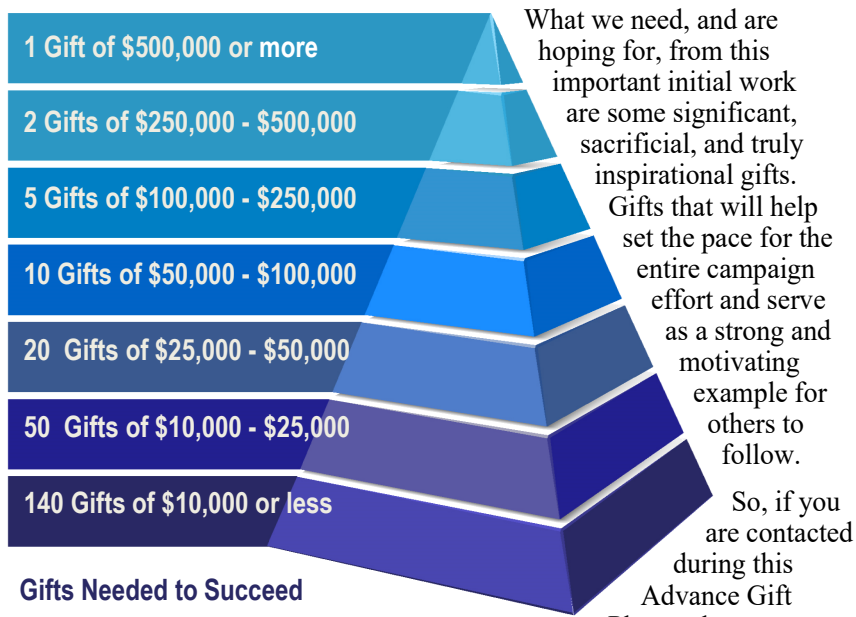 1 Gift of $500,000 or more
2 Gifts of $250,000 - $500,000
5 Gifts of $100,000 - $250,000
10 Gifts of $50,000 - $100,000
20 Gifts of $25,000 - $50,000
50 Gifts of $10,000 - $25,000
140 Gifts of $10,000 or less
Gifts Needed to Succeed
What we need, and are
hoping for, from this
important initial work
are some significant,
sacrificial, and truly
inspirational gifts.
Gifts that will help
set the pace for the
entire campaign
effort and serve
as a strong and
motivating
example for
others to
follow.
So, if you
are contacted
during this
Advance Gift